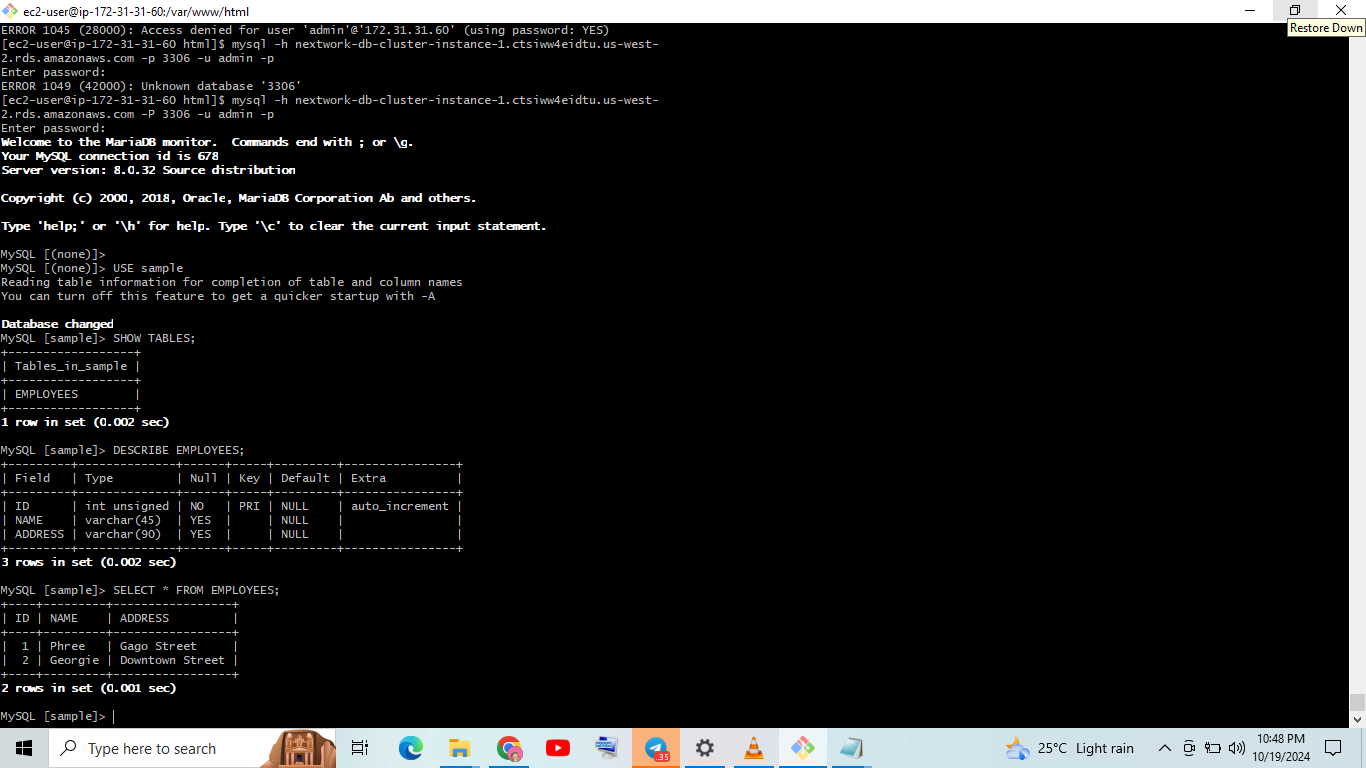 ec2-user@ip-172-31-31-60:/var/www/html
Restore Down
ERROR 1045 (28000): Access denied for user 'admin'@'172.31.31.60' (using password: YES)
[ec2-user@ip-172-31-31-60 html]$ mysql -h nextwork-db-cluster-instance-1.ctsiww4eidtu.us-west-
2.rds.amazonaws.com -p 3306 -u admin -p
Enter password:
ERROR 1049 (42000): Unknown database '3306'
[ec2-user@ip-172-31-31-60 html]$ mysql -h nextwork-db-cluster-instance-1.ctsiww4eidtu.us-west-
2.rds.amazonaws.com -P 3306 -u admin -p
Enter password:
Welcome to the MariaDB monitor.  Commands end with ; or \g.
Your MySQL connection id is 678
Server version: 8.0.32 Source distribution
Copyright (c) 2000, 2018, Oracle, MariaDB Corporation Ab and others.
Type 'help;' or '\h' for help. Type '\c' to clear the current input statement.
MySQL [(none)]>
MySQL [(none)]> USE sample
Reading table information for completion of table and column names
You can turn off this feature to get a quicker startup with -A
Database changed
MySQL [sample]> SHOW TABLES;
+------------------+
| Tables_in_sample |
+------------------+
| EMPLOYEES        |
+------------------+
1 row in set (0.002 sec)
MySQL [sample]> DESCRIBE EMPLOYEES;
+---------+--------------+------+-----+---------+----------------+
| Field   | Type         | Null | Key | Default | Extra          |
+---------+--------------+------+-----+---------+----------------+
| ID      | int unsigned | NO   | PRI | NULL    | auto_increment |
| NAME    | varchar(45)  | YES  |     | NULL    |                |
| ADDRESS | varchar(90)  | YES  |     | NULL    |                |
+---------+--------------+------+-----+---------+----------------+
3 rows in set (0.002 sec)
MySQL [sample]> SELECT * FROM EMPLOYEES;
+----+---------+-----------------+
| ID | NAME    | ADDRESS         |
+----+---------+-----------------+
|  1 | Phree   | Gago Street     |
|  2 | Georgie | Downtown Street |
+----+---------+-----------------+
2 rows in set (0.001 sec)
MySQL [sample]>
Type here to search
.35
25°C Light rain
10:48 PM
10/19/2024